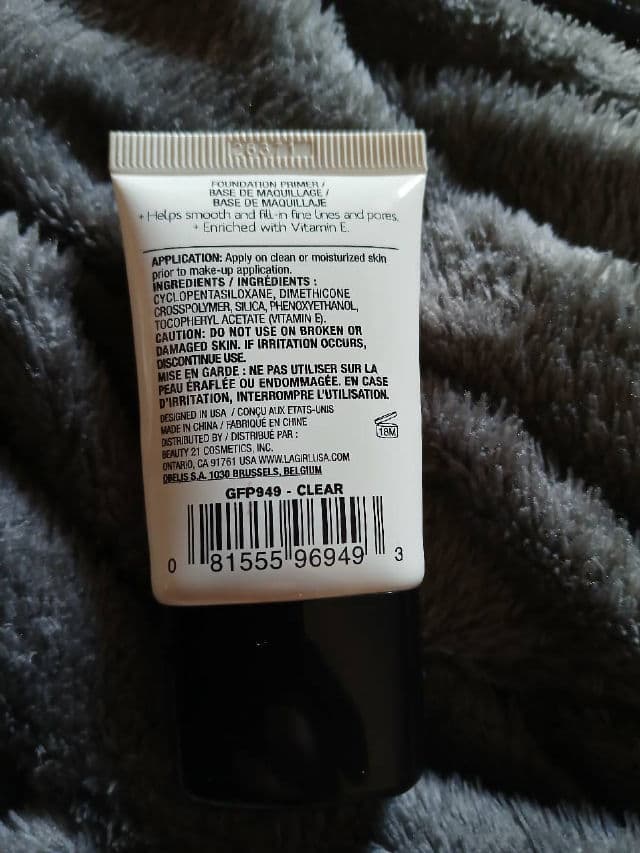 FOUNDATION PRIMER /
BASE DE MAQUILLAGE /
BASE DE MAQUILLAJE
+ Helps smooth and fill-in fine lines and pores.
+ Enriched with Vitamin E.
APPLICATION: Apply on clean or moisturized skin
prior to make-up application.
INGREDIENTS / INGRÉDIENTS :
CYCLOPENTASILOXANE, DIMETHICONE
CROSSPOLYMER, SILICA, PHENOXYETHANOL,
TOCOPHERYL ACETATE (VITAMIN E).
CAUTION: DO NOT USE ON BROKEN OR
DAMAGED SKIN. IF IRRITATION OCCURS,
DISCONTINUE USE.
MISE EN GARDE : NE PAS UTILISER SUR LA
PEAU ÉRAFLÉE OU ENDOMMAGÉE. EN CASE
D'IRRITATION, INTERROMPRE L'UTILISATION.
DESIGNED IN USA / CONÇU AUX ETATS-UNIS
MADE IN CHINA / FABRIQUÉ EN CHINE
DISTRIBUTED BY / DISTRIBUÉ PAR :
BEAUTY 21 COSMETICS, INC.
ONTARIO, CA 91761 USA WWW.LAGIRLUSA.COM
OBELIS S.A. 1030 BRUSSELS, BELGIUM
18M
GFP949 - CLEAR
0 81555 96949 3